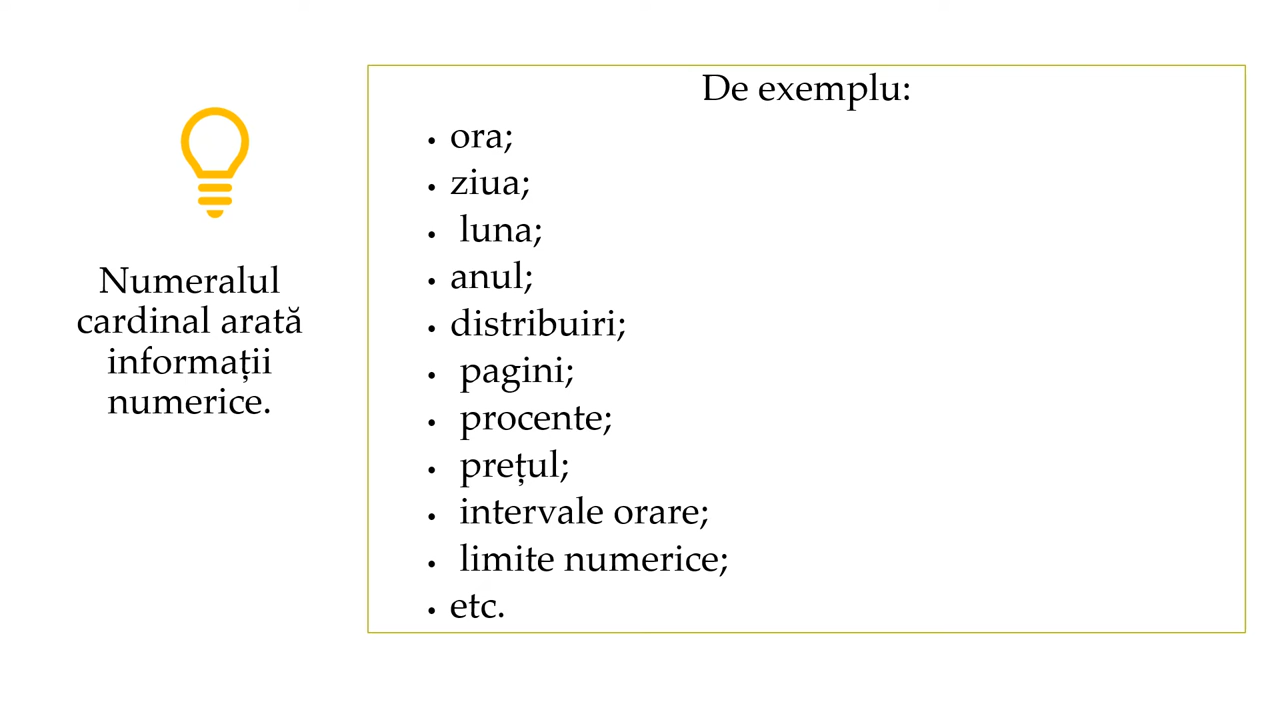 Numeralul
cardinal arată
informații
numerice.
De exemplu:
• ora;
• ziua;
• luna;
• anul;
• distribuiri;
• pagini;
• procente;
• prețul;
• intervale orare;
• limite numerice;
• etc.